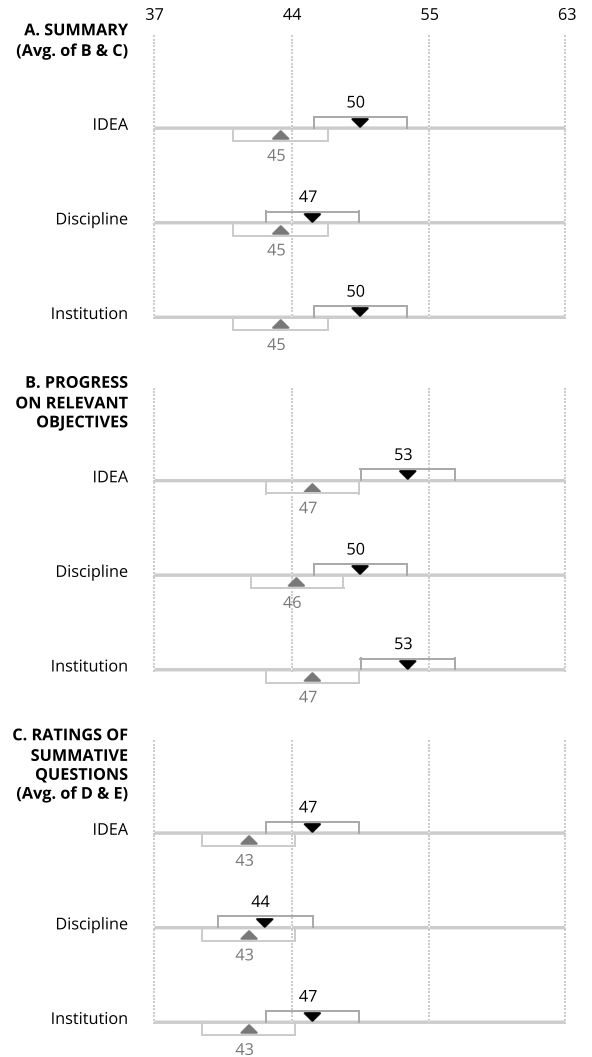 37 44 55 63
A. SUMMARY
(Avg. of B & C)
50
IDEA
45
47
Discipline
45
50
Institution
45
B. PROGRESS
ON RELEVANT
OBJECTIVES
53
IDEA
47
50
Discipline
46
53
Institution
47
C. RATINGS OF
SUMMATIVE
QUESTIONS
(Avg. of D & E)
47
IDEA
43
44
Discipline
43
47
Institution
43